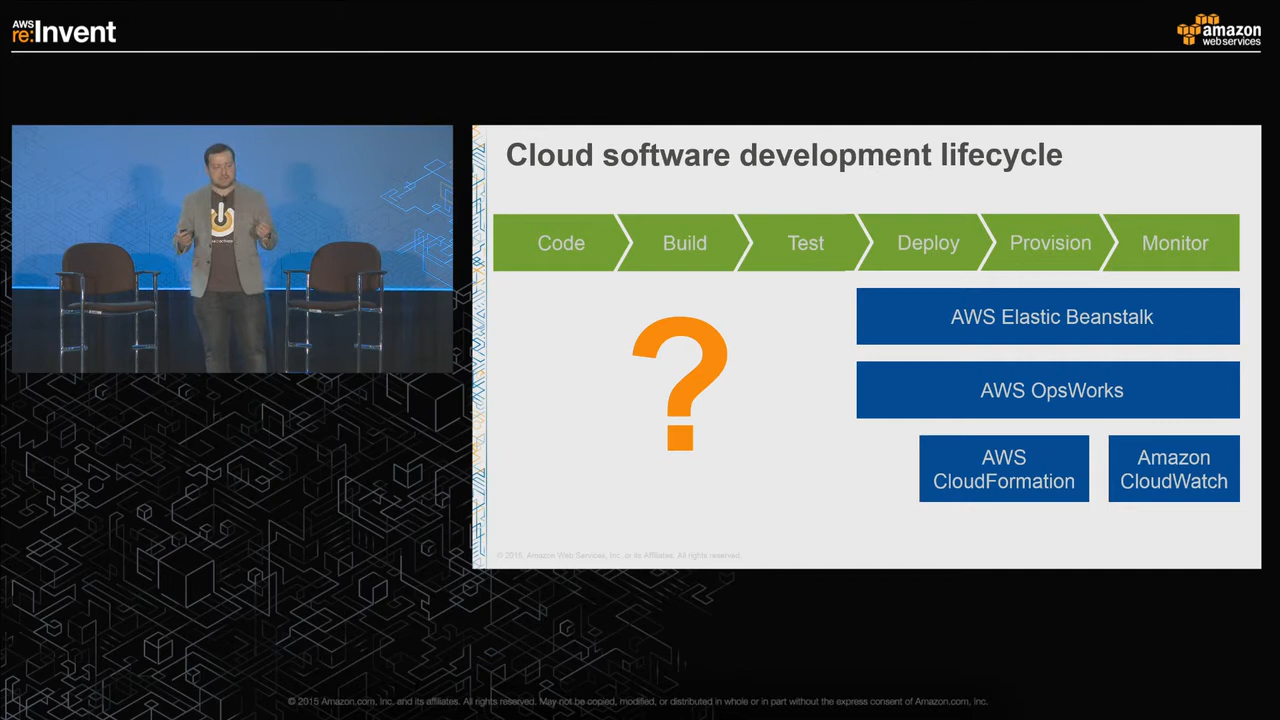 AWS
re:Invent
amazon
web services
Cloud software development lifecycle
Code
Build
Test
Deploy
Provision
Monitor
?
AWS Elastic Beanstalk
AWS OpsWorks
AWS
CloudFormation
Amazon
CloudWatch
© 2015, Amazon Web Services, Inc. or its Affiliates. All rights reserved.
© 2015 Amazon.com, Inc. and its affiliates. All rights reserved. May not be copied, modified, or distributed in whole or in part without the express consent of Amazon.com, Inc.